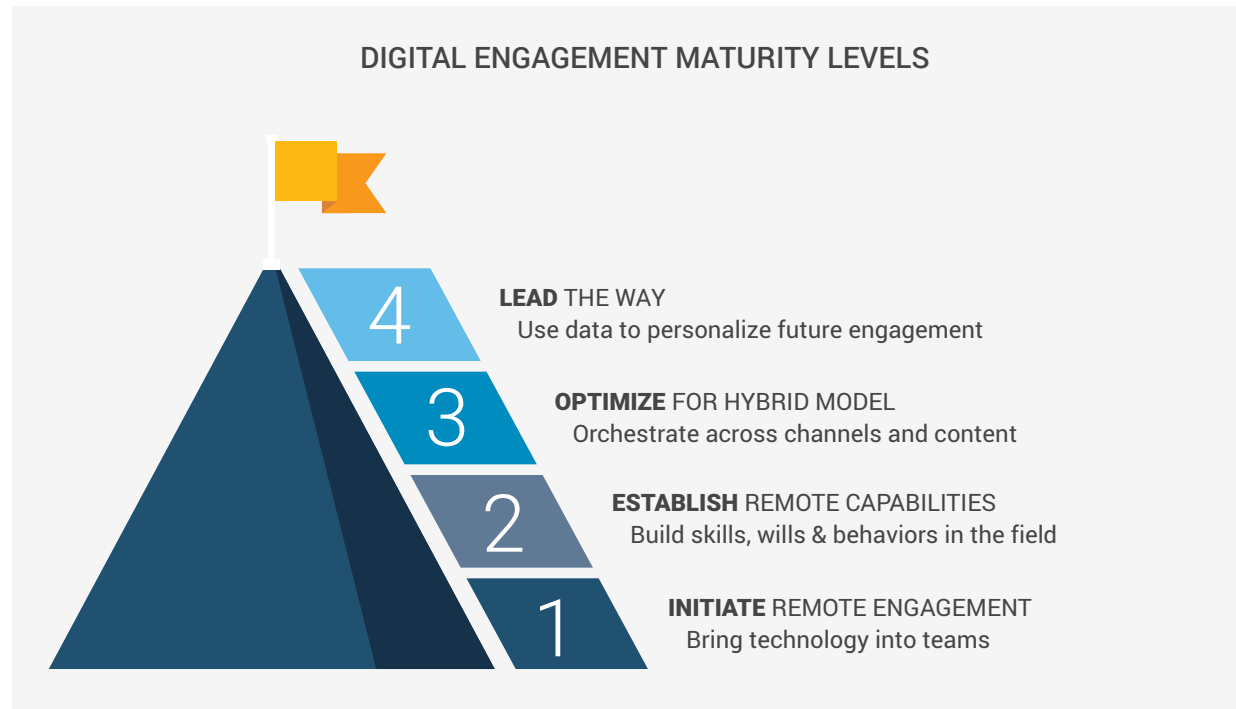 DIGITAL ENGAGEMENT MATURITY LEVELS
4
LEAD THE WAY
Use data to personalize future engagement
3
OPTIMIZE FOR HYBRID MODEL
Orchestrate across channels and content
2
ESTABLISH REMOTE CAPABILITIES
Build skills, wills & behaviors in the field
1
INITIATE REMOTE ENGAGEMENT
Bring technology into teams